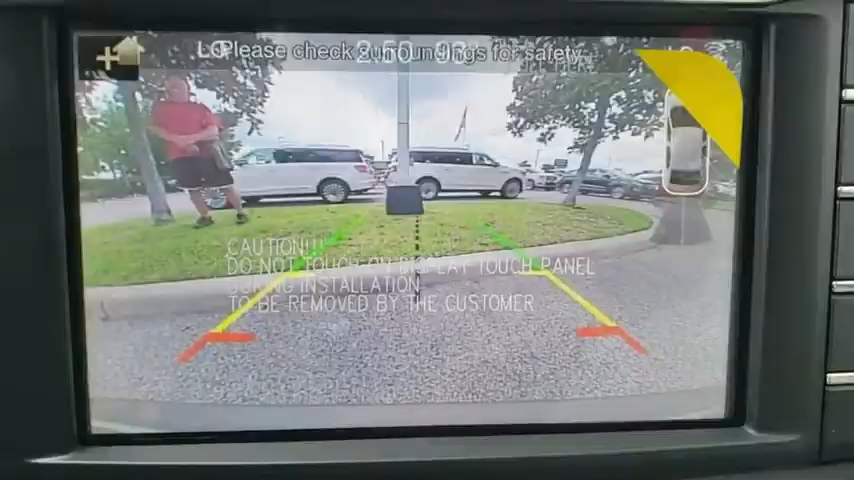 Please check surroundings for safety.
CAUTION!!!
DO NOT TOUCH ON DISPLAY TOUCH PANEL
DURING INSTALLATION
TO BE REMOVED BY THE CUSTOMER